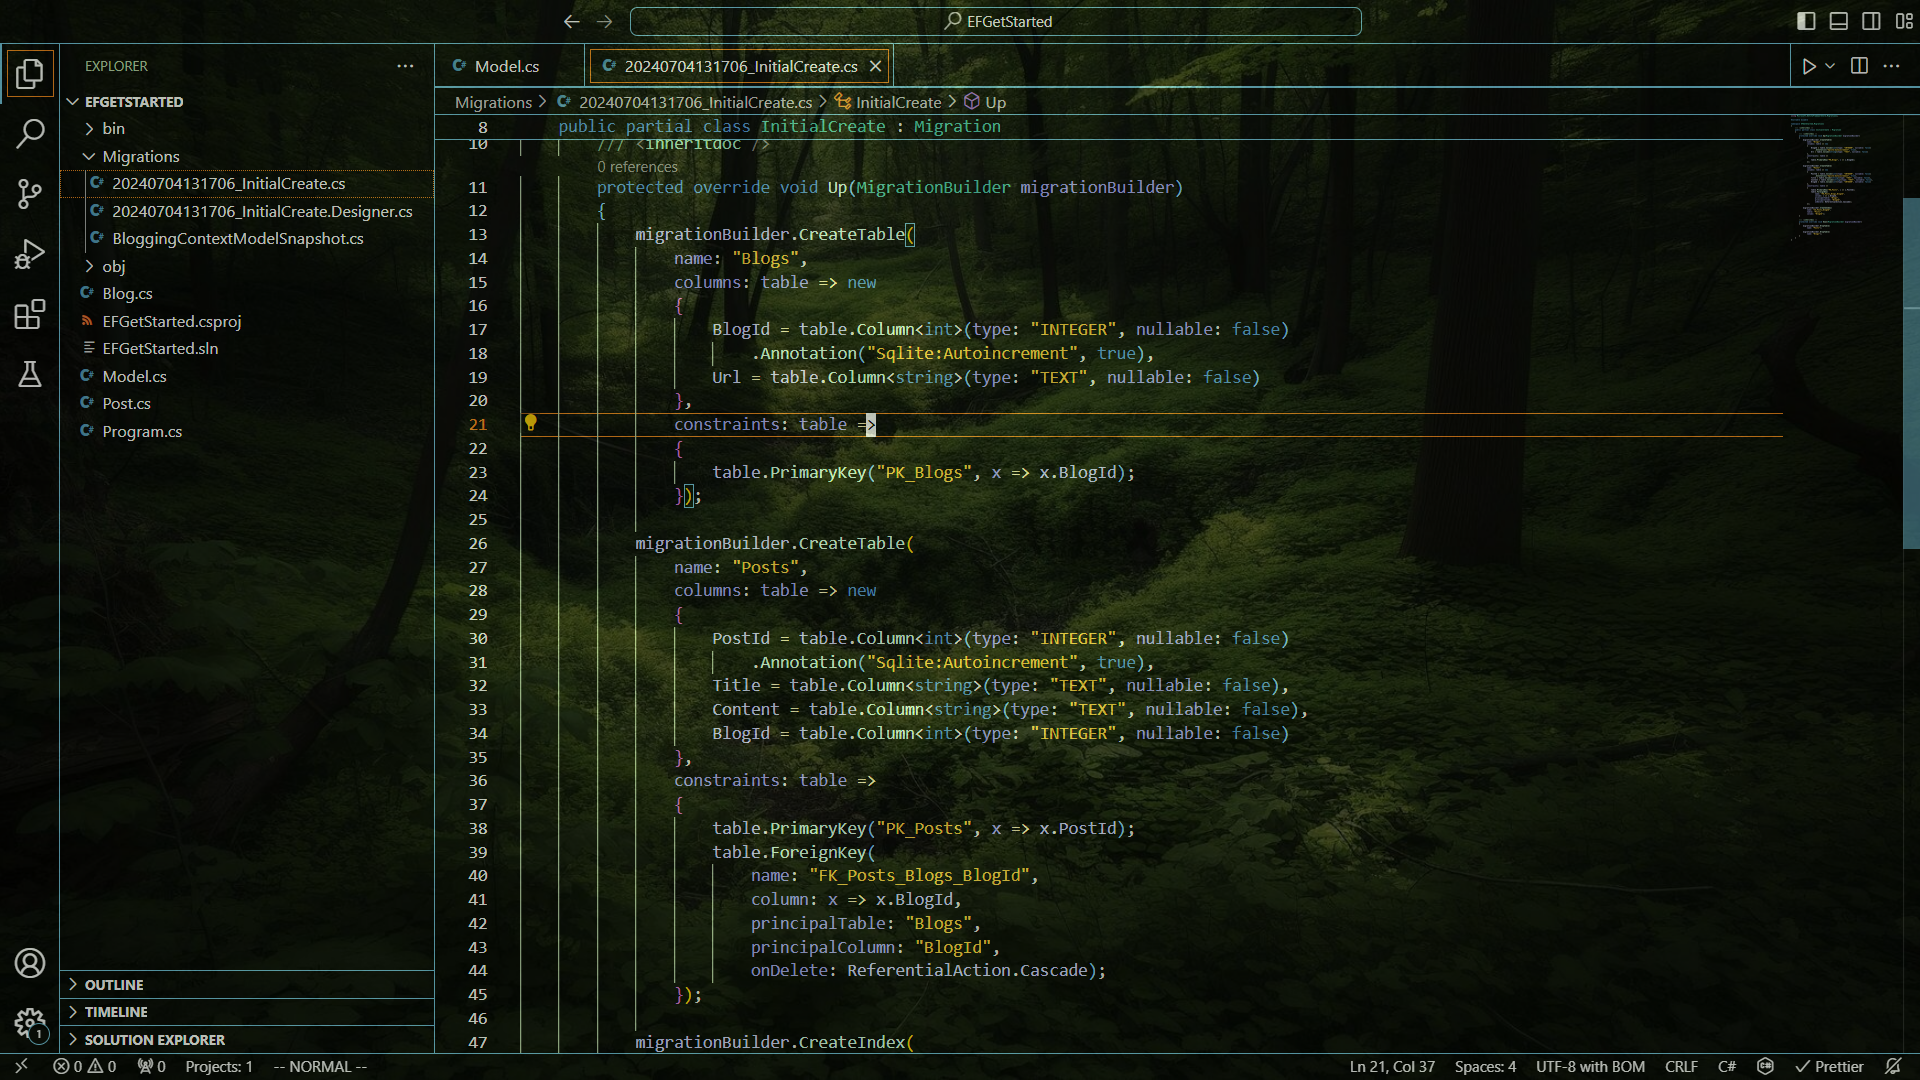 EFGetStarted
EXPLORER
EFGETSTARTED
bin
Migrations
20240704131706_InitialCreate.cs
20240704131706_InitialCreate.Designer.cs
BloggingContextModelSnapshot.cs
obj
Blog.cs
EFGetStarted.csproj
EFGetStarted.sln
Model.cs
Post.cs
Program.cs
OUTLINE
TIMELINE
SOLUTION EXPLORER
1
Model.cs
20240704131706_InitialCreate.cs
Migrations > 20240704131706_InitialCreate.cs > InitialCreate > Up
8 public partial class InitialCreate : Migration
10 /// <inheritdoc />
0 references
11 protected override void Up(MigrationBuilder migrationBuilder)
12 {
13 migrationBuilder.CreateTable(
14 name: "Blogs",
15 columns: table => new
16 {
17 BlogId = table.Column<int>(type: "INTEGER", nullable: false)
18 .Annotation("Sqlite:Autoincrement", true),
19 Url = table.Column<string>(type: "TEXT", nullable: false)
20 },
21 constraints: table =>
22 {
23 table.PrimaryKey("PK_Blogs", x => x.BlogId);
24 });
25
26 migrationBuilder.CreateTable(
27 name: "Posts",
28 columns: table => new
29 {
30 PostId = table.Column<int>(type: "INTEGER", nullable: false)
31 .Annotation("Sqlite:Autoincrement", true),
32 Title = table.Column<string>(type: "TEXT", nullable: false),
33 Content = table.Column<string>(type: "TEXT", nullable: false),
34 BlogId = table.Column<int>(type: "INTEGER", nullable: false)
35 },
36 constraints: table =>
37 {
38 table.PrimaryKey("PK_Posts", x => x.PostId);
39 table.ForeignKey(
40 name: "FK_Posts_Blogs_BlogId",
41 column: x => x.BlogId,
42 principalTable: "Blogs",
43 principalColumn: "BlogId",
44 onDelete: ReferentialAction.Cascade);
45 });
46
47 migrationBuilder.CreateIndex(
0 0 0 Projects: 1 -- NORMAL -- Ln 21, Col 37 Spaces: 4 UTF-8 with BOM CRLF C# Prettier